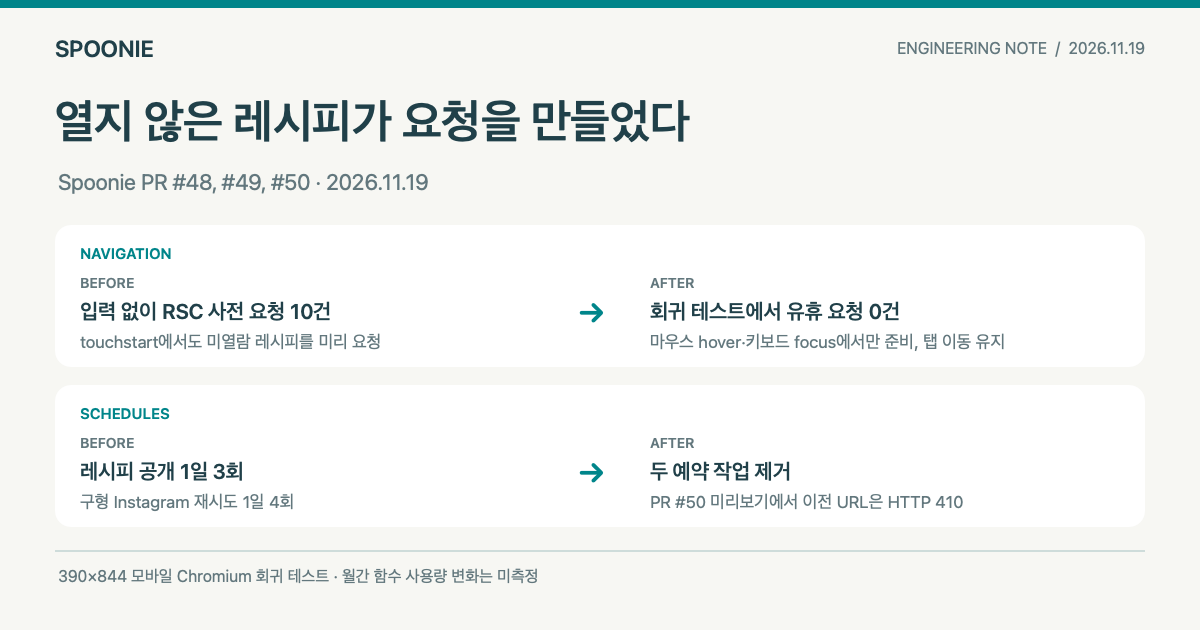 SPOONIE
ENGINEERING NOTE / 2026.11.19
열지 않은 레시피가 요청을 만들었다
Spoonie PR #48, #49, #50 · 2026.11.19
NAVIGATION
BEFORE
입력 없이 RSC 사전 요청 10건
touchstart에서도 미열람 레시피를 미리 요청
→
AFTER
회귀 테스트에서 유휴 요청 0건
마우스 hover·키보드 focus에서만 준비, 탭 이동 유지
SCHEDULES
BEFORE
레시피 공개 1일 3회
구형 Instagram 재시도 1일 4회
→
AFTER
두 예약 작업 제거
PR #50 미리보기에서 이전 URL은 HTTP 410
390×844 모바일 Chromium 회귀 테스트 · 월간 함수 사용량 변화는 미측정